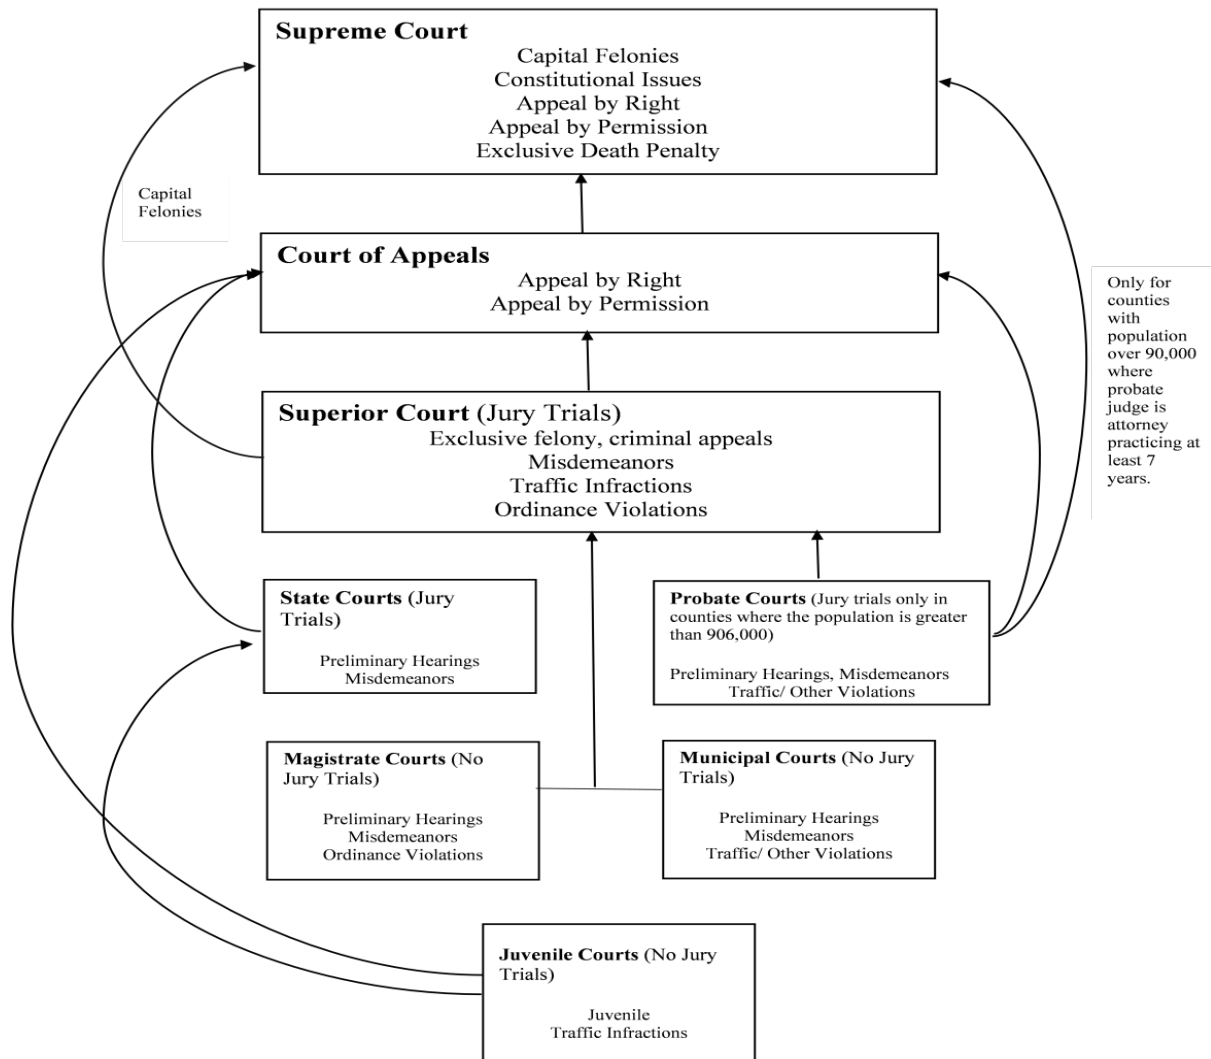 Supreme Court
Capital Felonies
Constitutional Issues
Appeal by Right
Appeal by Permission
Exclusive Death Penalty
Capital
Felonies
Court of Appeals
Appeal by Right
Appeal by Permission
Only for
counties
with
population
over 90,000
where
probate
judge is
attorney
practicing at
least 7
years.
Superior Court (Jury Trials)
Exclusive felony, criminal appeals
Misdemeanors
Traffic Infractions
Ordinance Violations
State Courts (Jury
Trials)
Preliminary Hearings
Misdemeanors
Probate Courts (Jury trials only in
counties where the population is greater
than 906,000)
Preliminary Hearings, Misdemeanors
Traffic/ Other Violations
Magistrate Courts (No
Jury Trials)
Preliminary Hearings
Misdemeanors
Ordinance Violations
Municipal Courts (No Jury
Trials)
Preliminary Hearings
Misdemeanors
Traffic/ Other Violations
Juvenile Courts (No Jury
Trials)
Juvenile
Traffic Infractions